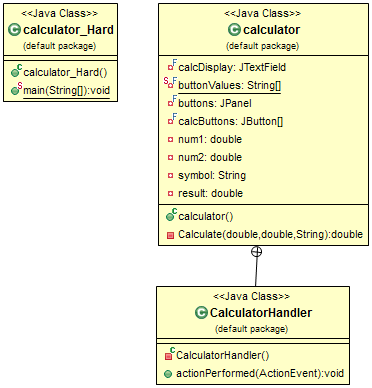 <<Java Class>>
calculator_Hard
(default package)
calculator_Hard()
main(String[]):void
<<Java Class>>
calculator
(default package)
calcDisplay: JTextField
buttonValues: String[]
buttons: JPanel
calcButtons: JButton[]
num1: double
num2: double
symbol: String
result: double
calculator()
Calculate(double,double,String):double
<<Java Class>>
CalculatorHandler
(default package)
CalculatorHandler()
actionPerformed(ActionEvent):void